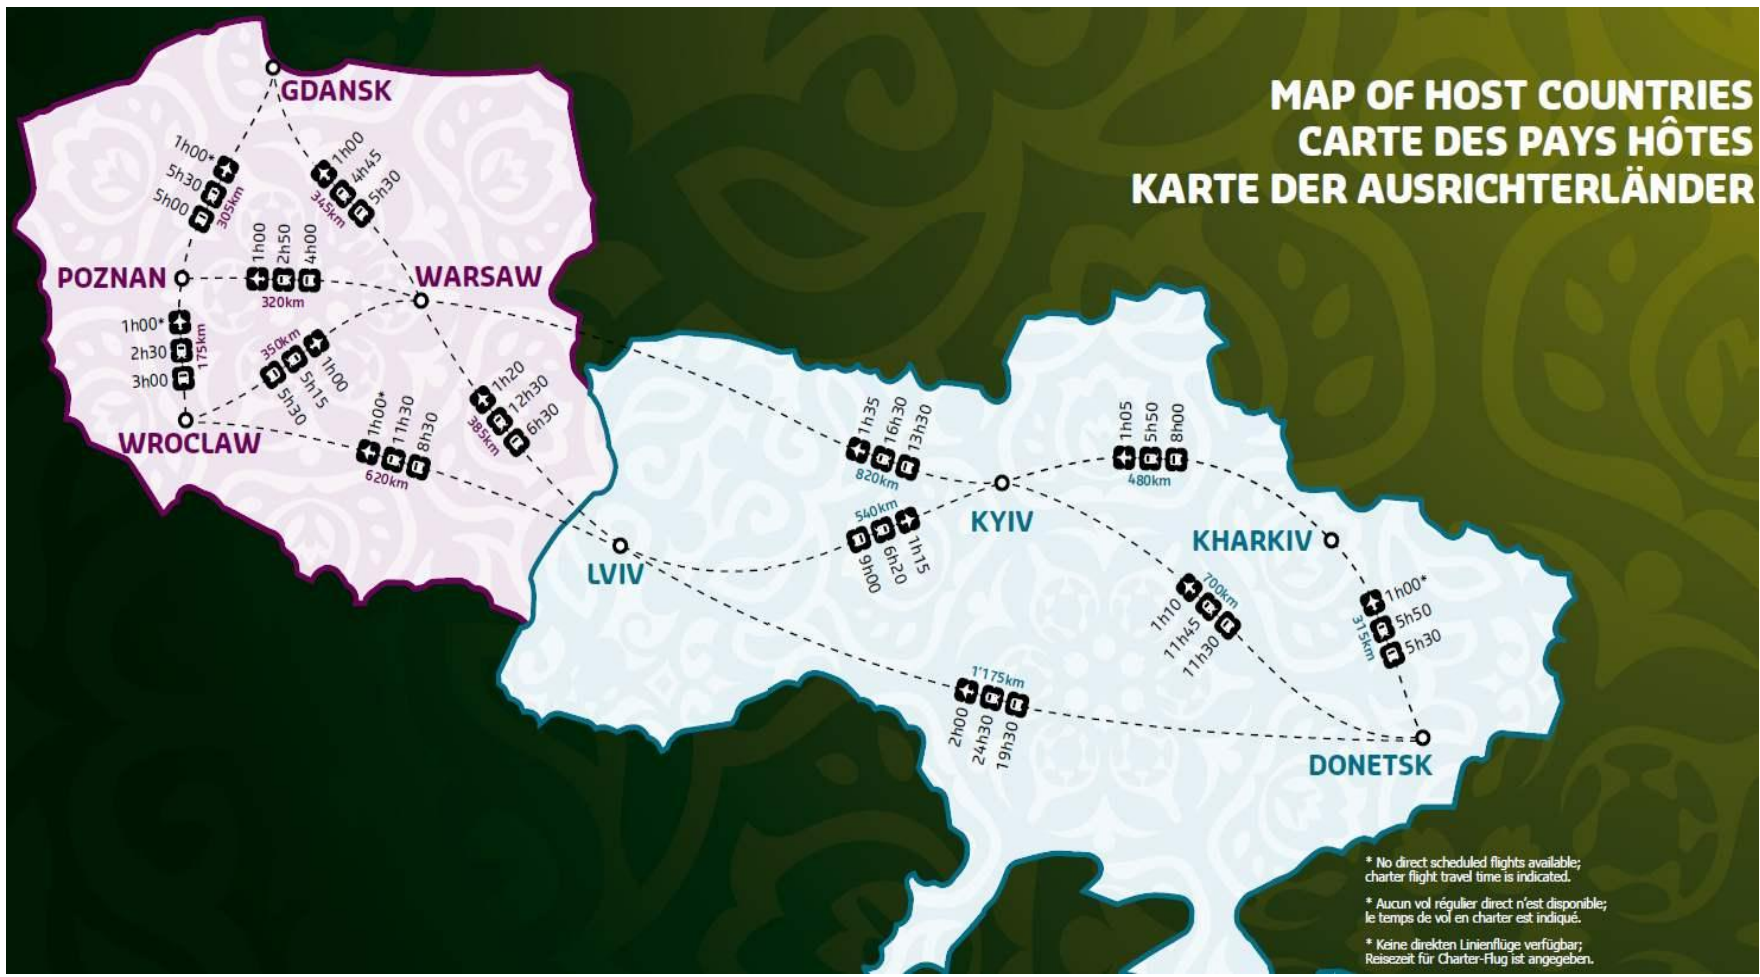 MAP OF HOST COUNTRIES
CARTE DES PAYS HÔTES
KARTE DER AUSRICHTERLÄNDER
GDANSK
1h00*
5h30
5h00
305km
1h00
4h45
5h30
345km
POZNAN
1h00
2h50
4h00
320km
WARSAW
1h00*
2h30
3h00
175km
350km
1h00
5h15
5h30
WROCLAW
1h00*
11h30
8h30
620km
1h20
12h30
6h30
385km
1h35
16h30
13h30
820km
1h05
5h50
8h00
480km
KYIV
540km
1h15
6h20
9h00
LVIV
KHARKIV
700km
1h10
11h45
11h30
1h00*
5h50
5h30
315km
1'175km
2h00
24h30
19h30
DONETSK
* No direct scheduled flights available;
charter flight travel time is indicated.
* Aucun vol régulier direct n'est disponible;
le temps de vol en charter est indiqué.
* Keine direkten Linienflüge verfügbar;
Reisezeit für Charter-Flug ist angegeben.